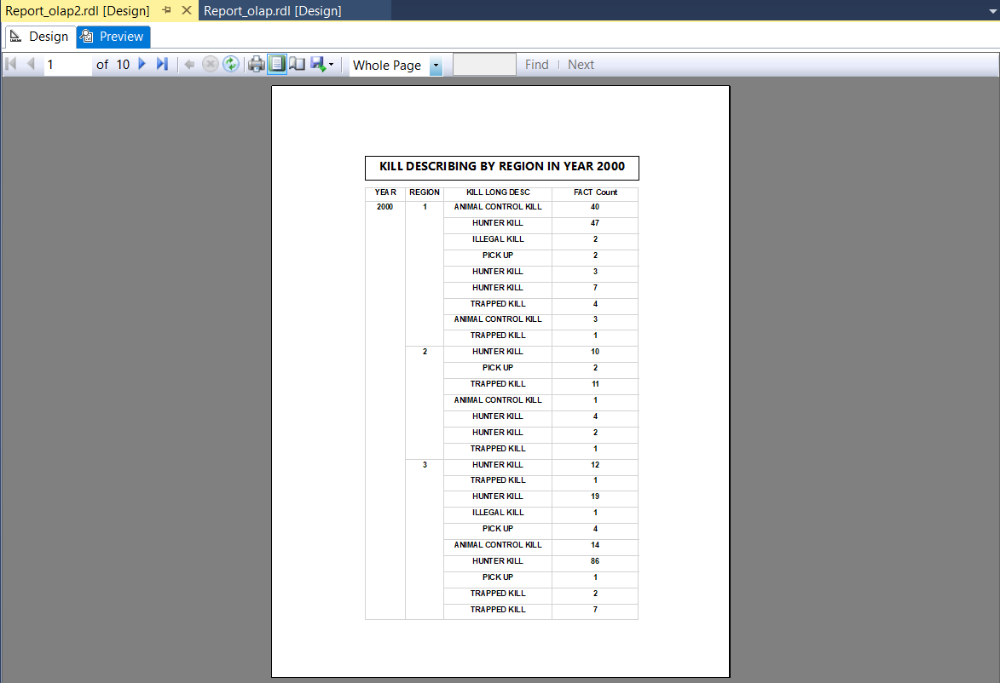 Report_olap2.rdl [Design] Report_olap.rdl [Design]
Design Preview
1 of 10 Whole Page Find Next
KILL DESCRIBING BY REGION IN YEAR 2000
YEAR REGION KILL LONG DESC FACT Count
2000 1 ANIMAL CONTROL KILL 40
HUNTER KILL 47
ILLEGAL KILL 2
PICK UP 2
HUNTER KILL 3
HUNTER KILL 7
TRAPPED KILL 4
ANIMAL CONTROL KILL 3
TRAPPED KILL 1
2 HUNTER KILL 10
PICK UP 2
TRAPPED KILL 11
ANIMAL CONTROL KILL 1
HUNTER KILL 4
HUNTER KILL 2
TRAPPED KILL 1
3 HUNTER KILL 12
TRAPPED KILL 1
HUNTER KILL 19
ILLEGAL KILL 1
PICK UP 4
ANIMAL CONTROL KILL 14
HUNTER KILL 86
PICK UP 1
TRAPPED KILL 2
TRAPPED KILL 7